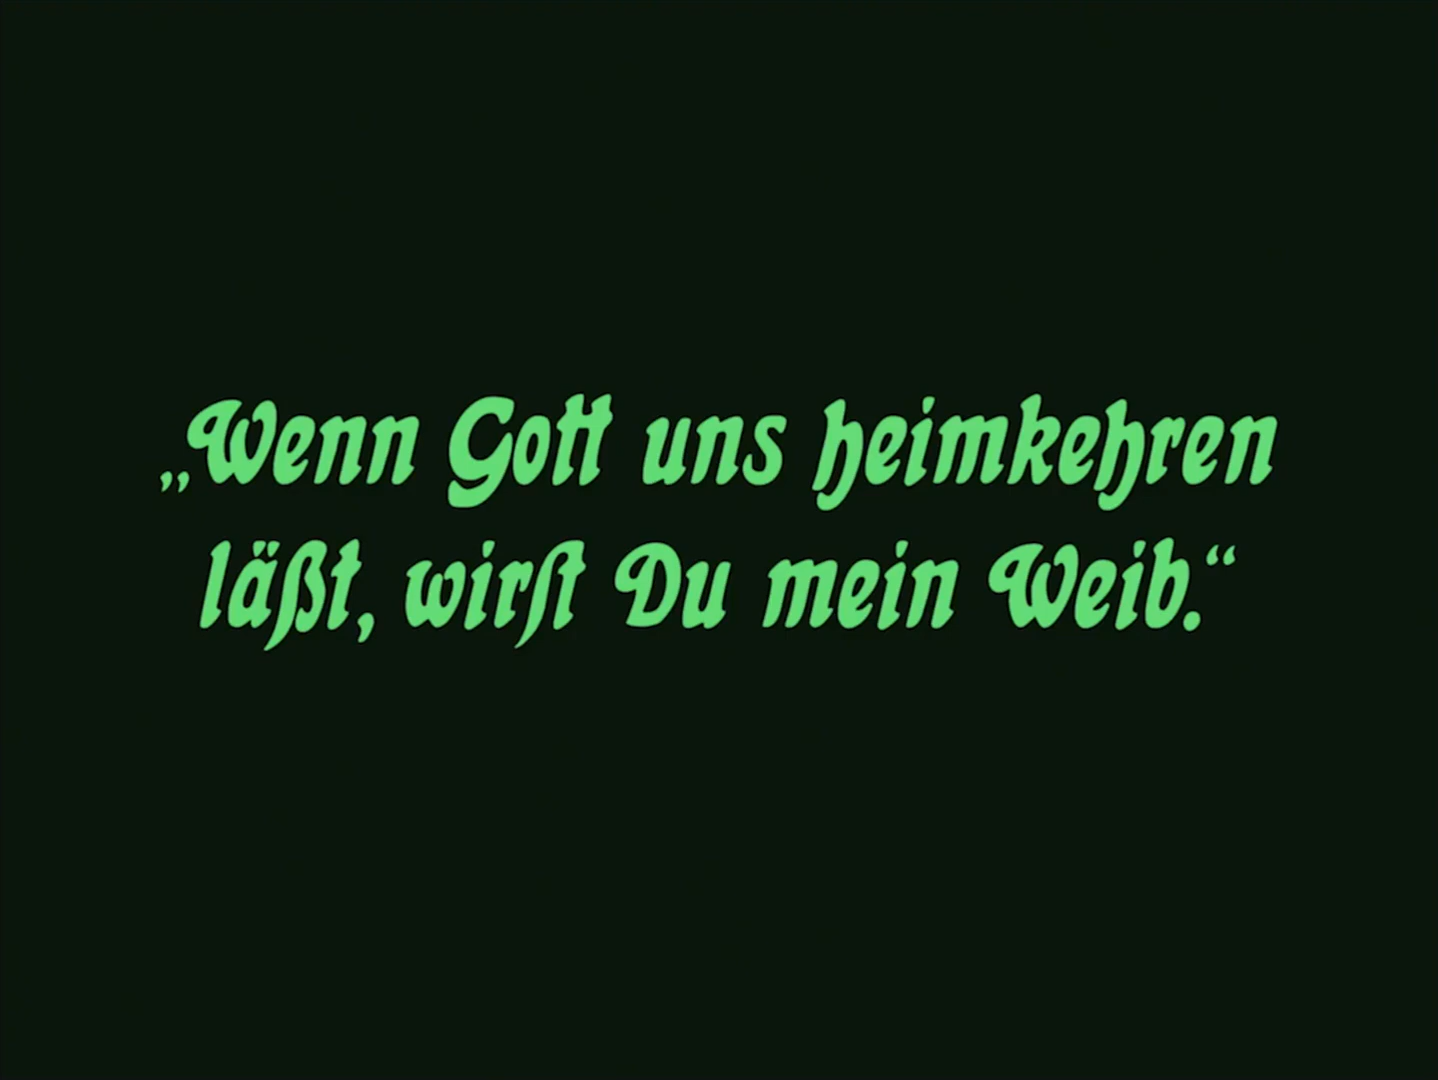 „Wenn Gott uns heimkehren
läßt, wirſt Du mein Weib.“